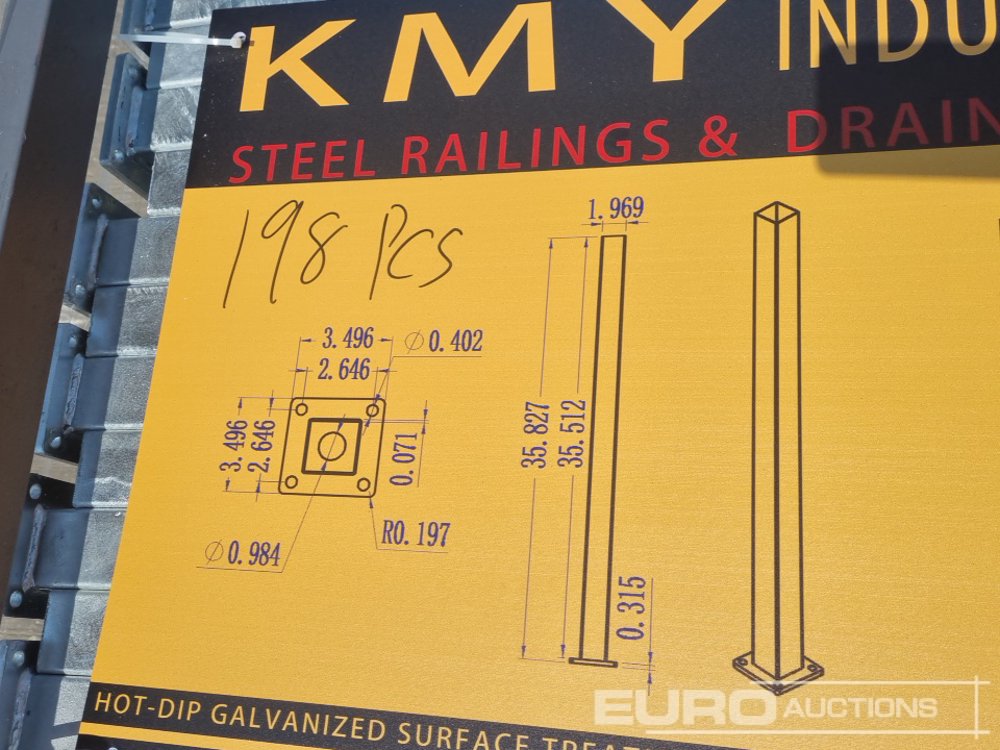 KMY INDU
STEEL RAILINGS & DRAIN
198 Pcs
1.969
3.496
Ø 0.402
2.646
3.496
2.646
0.071
35.827
35.512
R0.197
Ø 0.984
0.315
HOT-DIP GALVANIZED SURFACE TREAT
EURO AUCTIONS